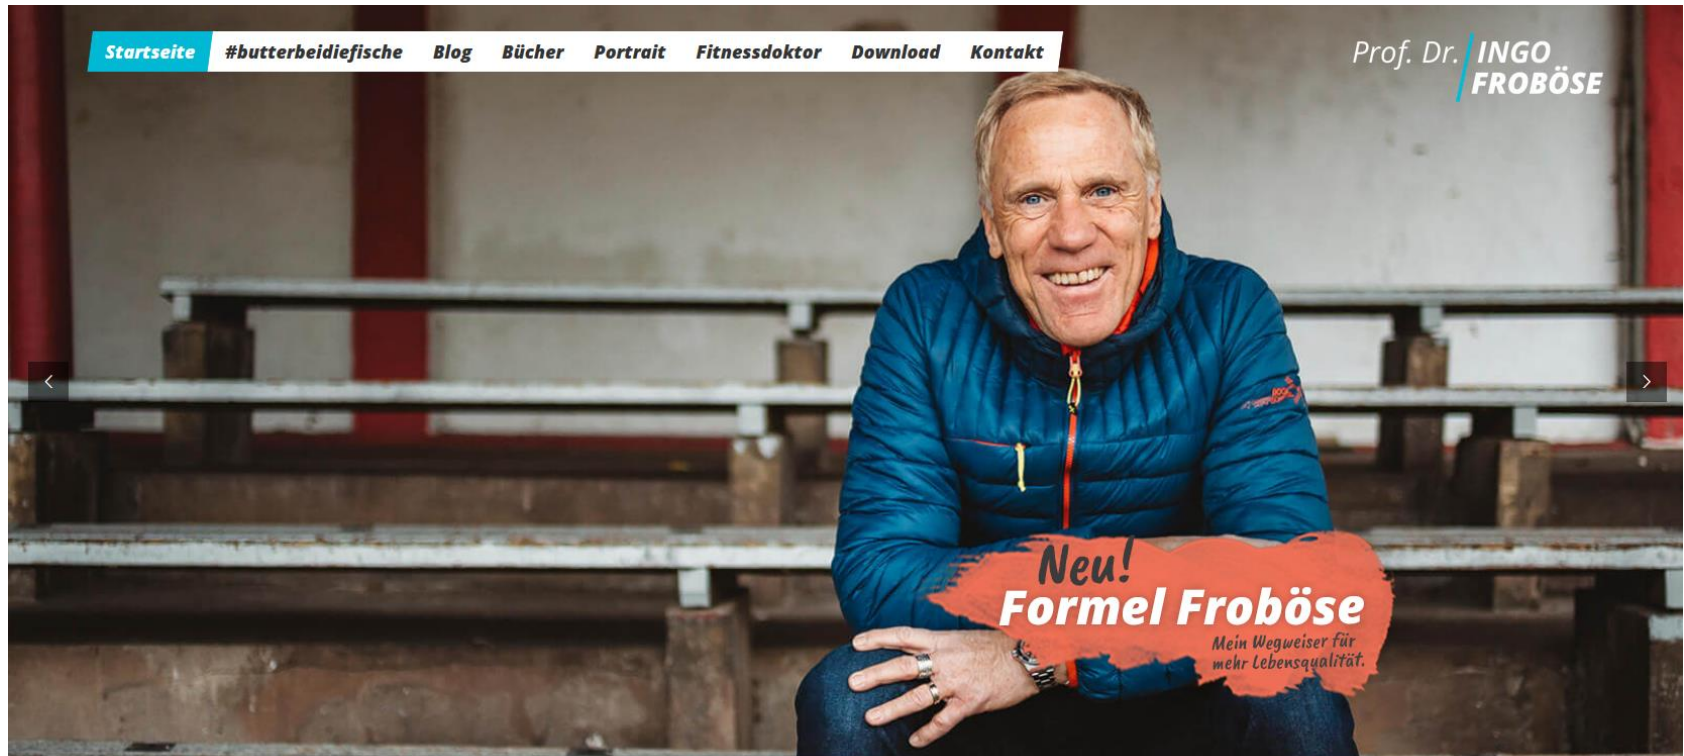 Startseite #butterbeidiefische Blog Bücher Portrait Fitnessdoktor Download Kontakt
Prof. Dr. INGO
FROBÖSE
Neu!
Formel Froböse
Mein Wegweiser für
mehr Lebensqualität.